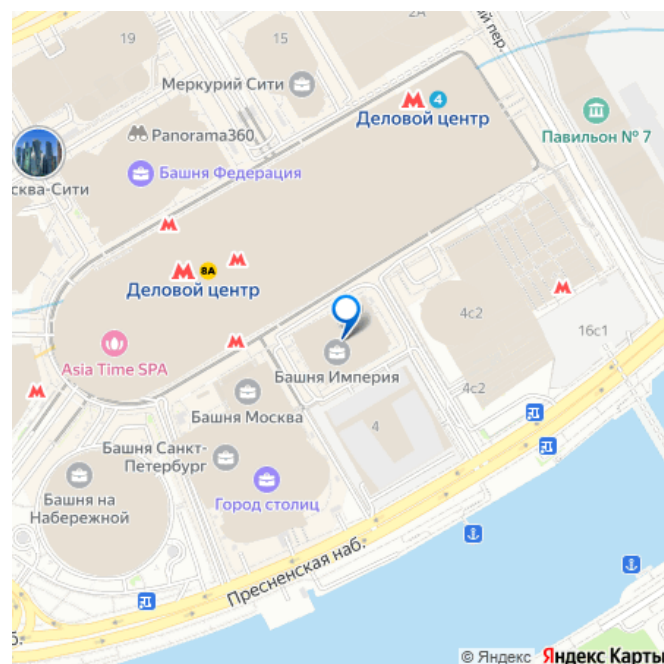 2А
19
15
ый пер.
Меркурий Сити
4
Деловой центр
Panorama360
Павильон № 7
Башня Федерация
сква-Сити
8А
Деловой центр
4с2
16с1
Asia Time SPA
Башня Империя
4с2
Башня Москва
4
Башня Санкт-
Петербург
Башня на
Набережной
Город столиц
Пресненская наб.
б.
© Яндекс Яндекс Карты